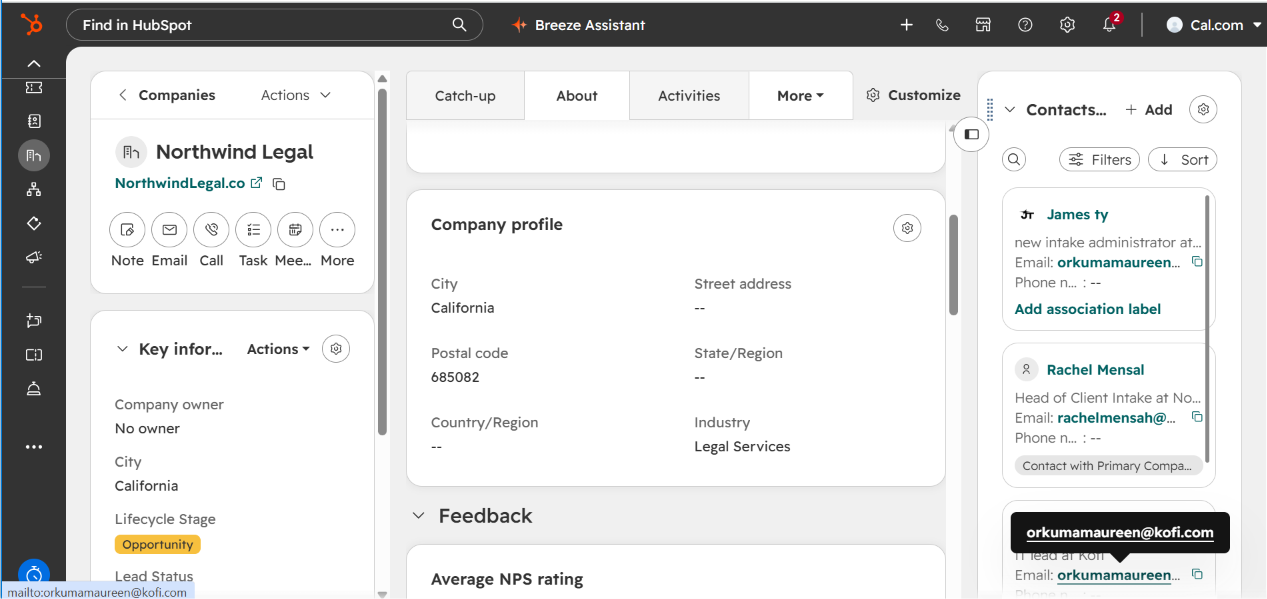 Find in HubSpot
Breeze Assistant
2
Cal.com
Companies
Actions
Northwind Legal
NorthwindLegal.co
Note
Email
Call
Task
Mee...
More
Key infor...
Actions
Company owner
No owner
City
California
Lifecycle Stage
Opportunity
Lead Status
mailto:orkumamaureen@kofi.com
Catch-up
About
Activities
More
Customize
Company profile
City
California
Street address
--
Postal code
685082
State/Region
--
Country/Region
--
Industry
Legal Services
Feedback
Average NPS rating
Contacts...
+ Add
Filters
Sort
James ty
new intake administrator at...
Email: orkumamaureen...
Phone n... : --
Add association label
Rachel Mensal
Head of Client Intake at No...
Email: rachelmensah@...
Phone n... : --
Contact with Primary Compa...
orkumamaureen@kofi.com
IT lead at Kofi
Email: orkumamaureen...
Phone n... : --